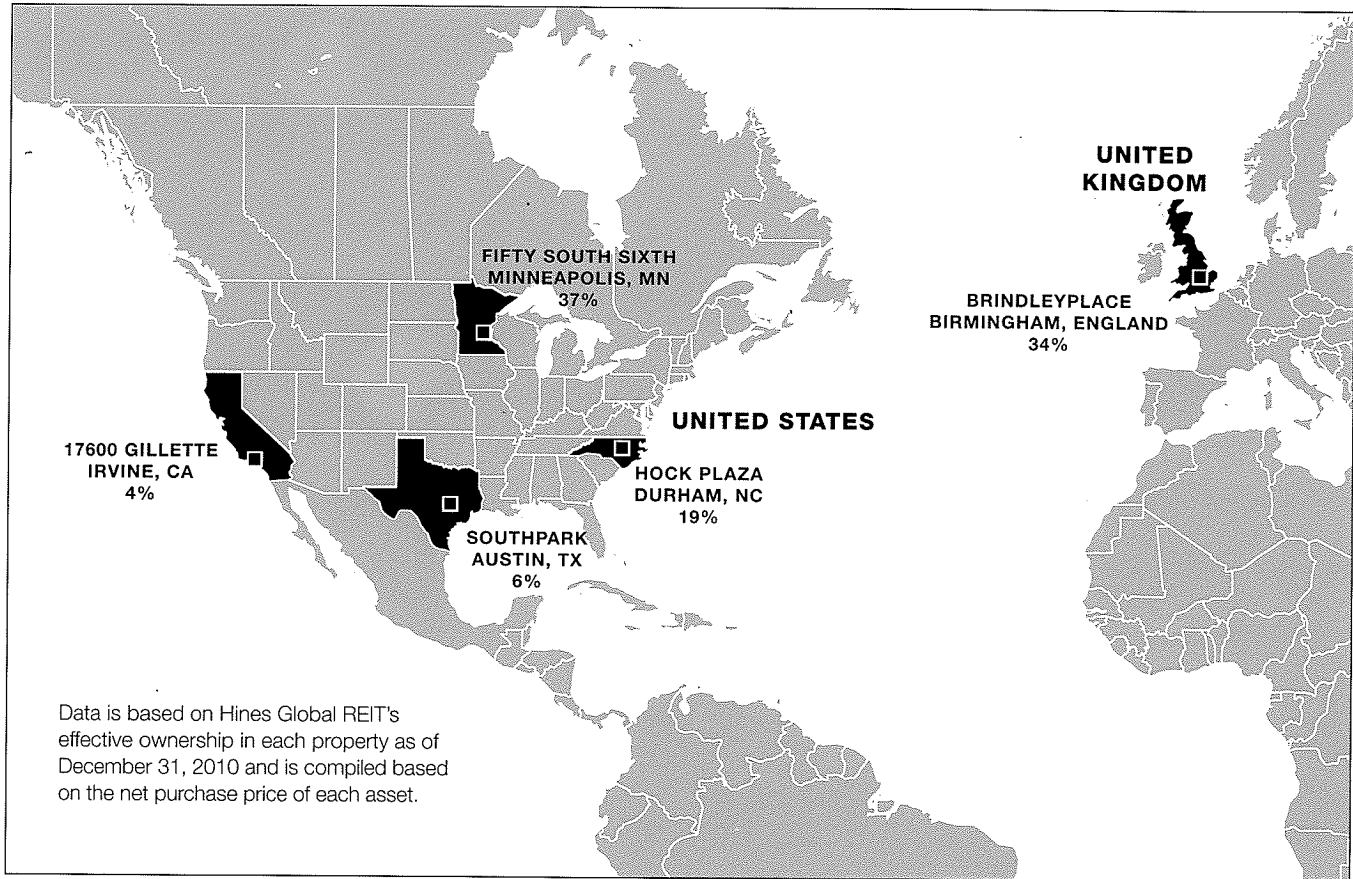 UNITED
KINGDOM
FIFTY SOUTH SIXTH
MINNEAPOLIS, MN
37%
BRINDLEYPLACE
BIRMINGHAM, ENGLAND
34%
UNITED STATES
17600 GILLETTE
IRVINE, CA
4%
HOCK PLAZA
DURHAM, NC
19%
SOUTHPARK
AUSTIN, TX
6%
Data is based on Hines Global REIT's
effective ownership in each property as of
December 31, 2010 and is compiled based
on the net purchase price of each asset.